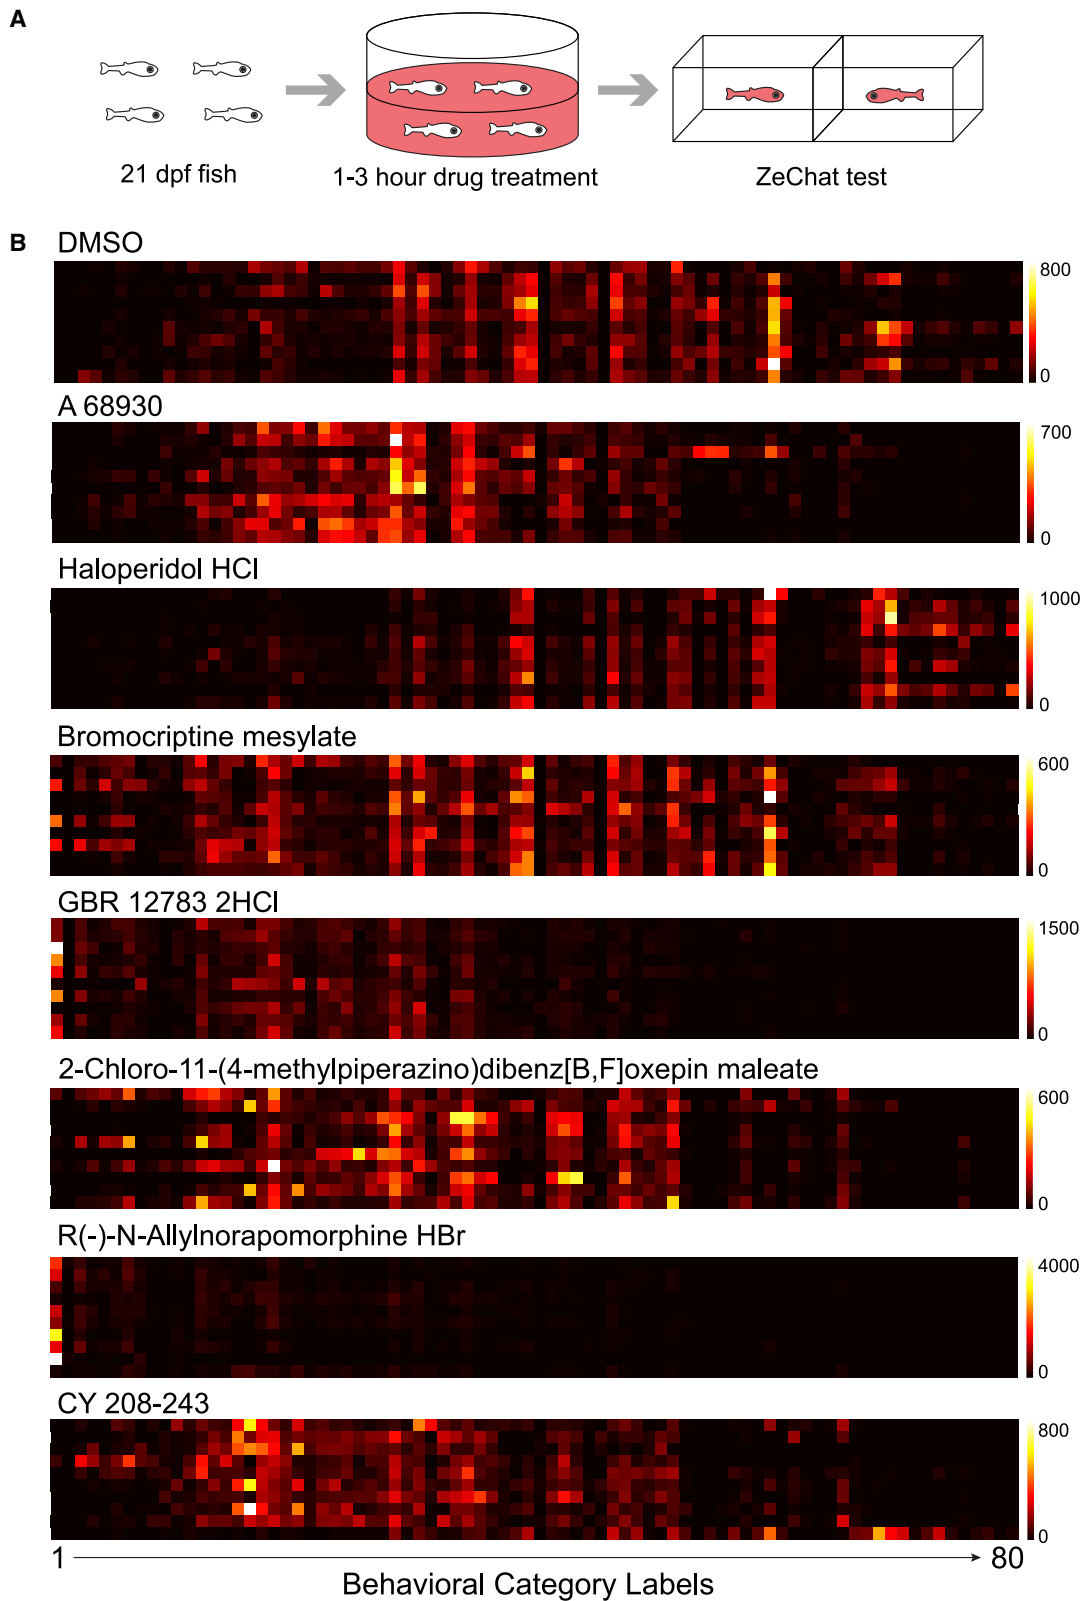 A
21 dpf fish
1-3 hour drug treatment
ZeChat test
B
DMSO
800
0
A 68930
700
0
Haloperidol HCl
1000
0
Bromocriptine mesylate
600
0
GBR 12783 2HCl
1500
0
2-Chloro-11-(4-methylpiperazino)dibenz[B,F]oxepin maleate
600
0
R(-)-N-Allylnorapomorphine HBr
4000
0
CY 208-243
800
0
1 80
Behavioral Category Labels